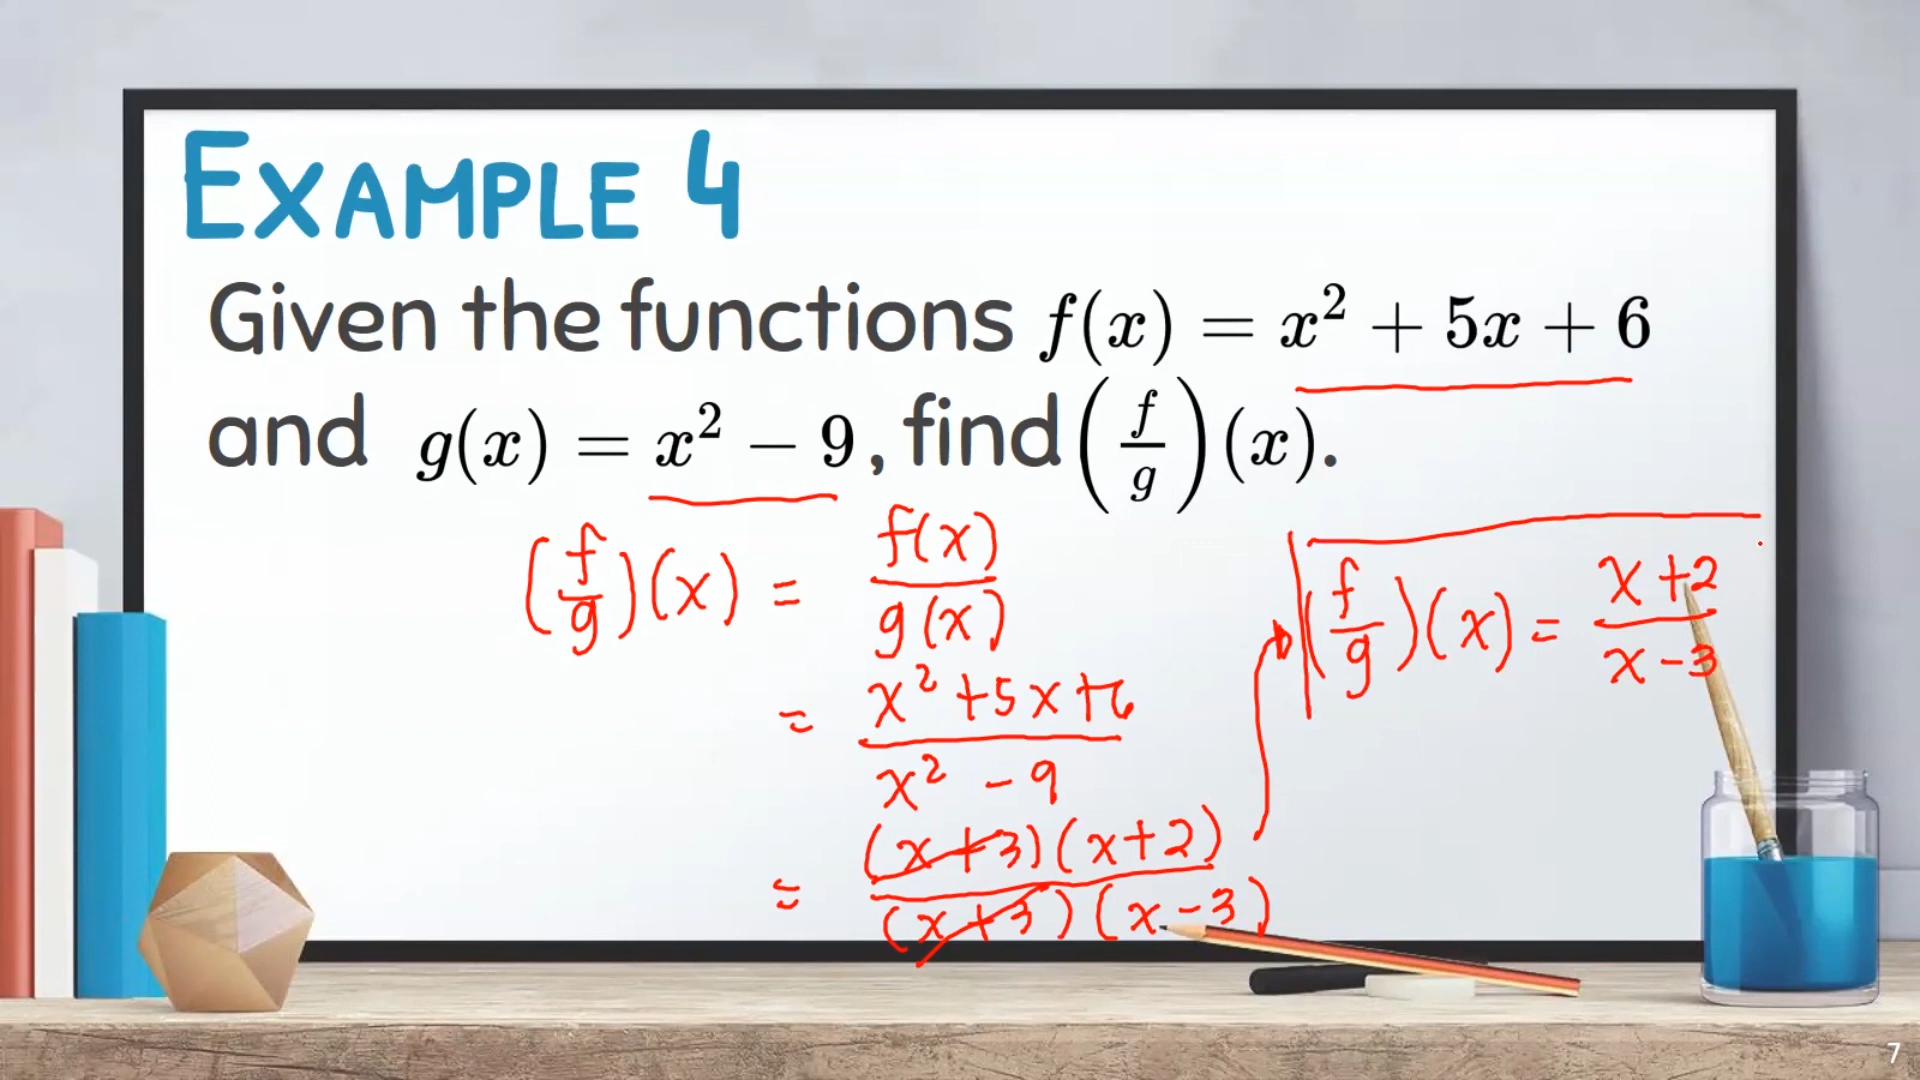 EXAMPLE 4
Given the functions f(x) = x² + 5x + 6
and g(x) = x² − 9, find (f/g)(x).
(f/g)(x) = f(x)/g(x)
= x² + 5x + 6 / x² − 9
= (x+3)(x+2) / (x+3)(x−3)
(f/g)(x) = x+2 / x−3
7